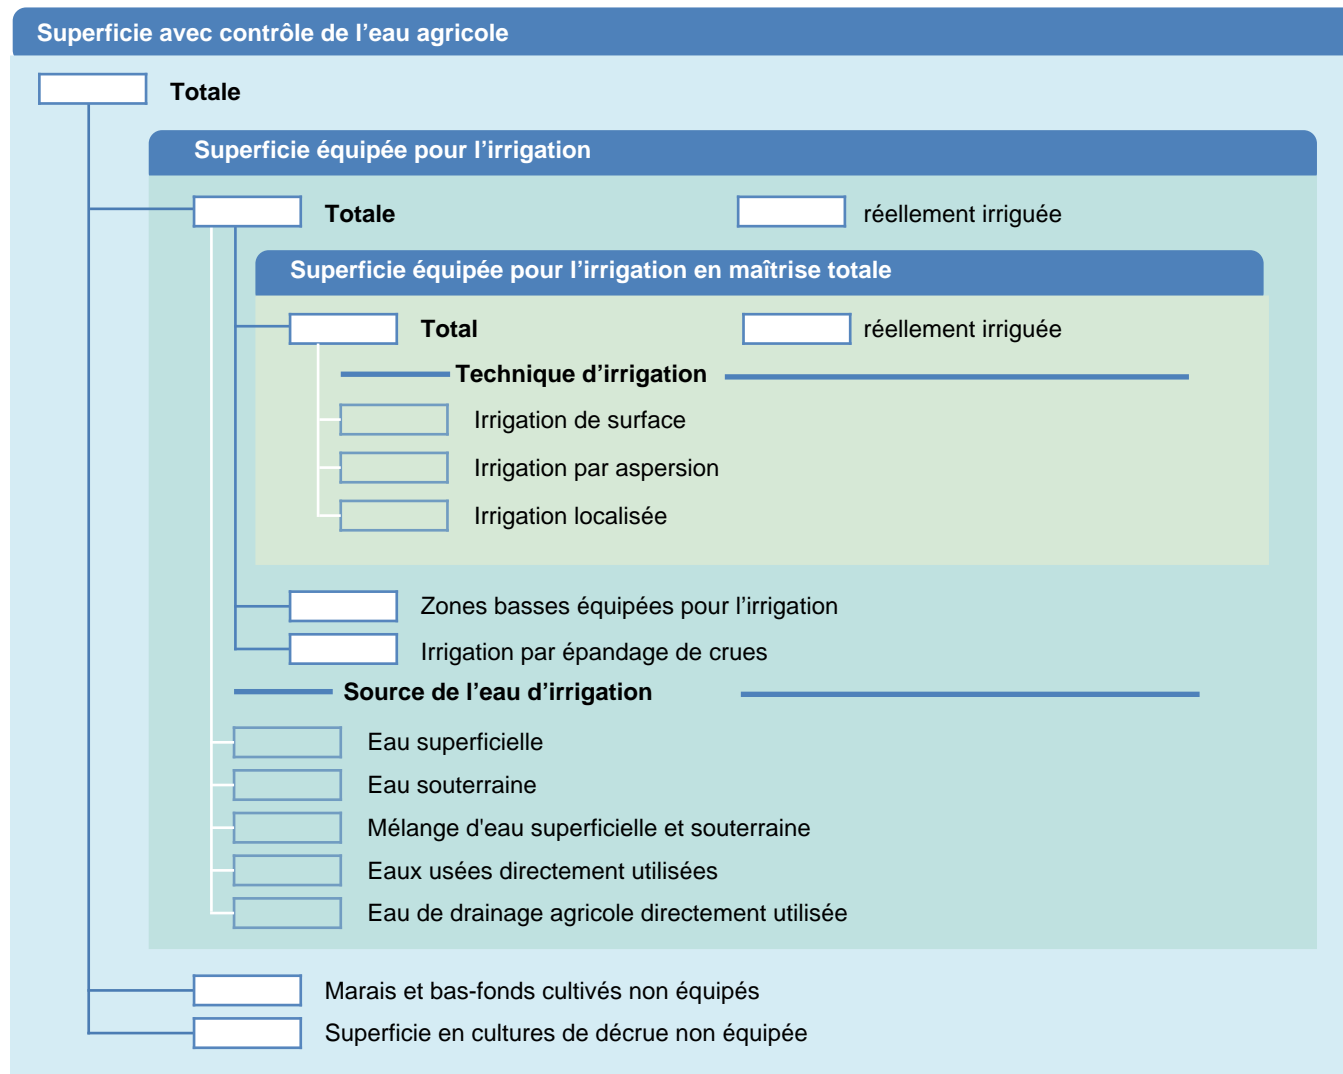 Superficie avec contrôle de l’eau agricole
Totale
Superficie équipée pour l’irrigation
Totale
réellement irriguée
Superficie équipée pour l’irrigation en maîtrise totale
Total
réellement irriguée
Technique d’irrigation
Irrigation de surface
Irrigation par aspersion
Irrigation localisée
Zones basses équipées pour l’irrigation
Irrigation par épandage de crues
Source de l’eau d’irrigation
Eau superficielle
Eau souterraine
Mélange d'eau superficielle et souterraine
Eaux usées directement utilisées
Eau de drainage agricole directement utilisée
Marais et bas-fonds cultivés non équipés
Superficie en cultures de décrue non équipée